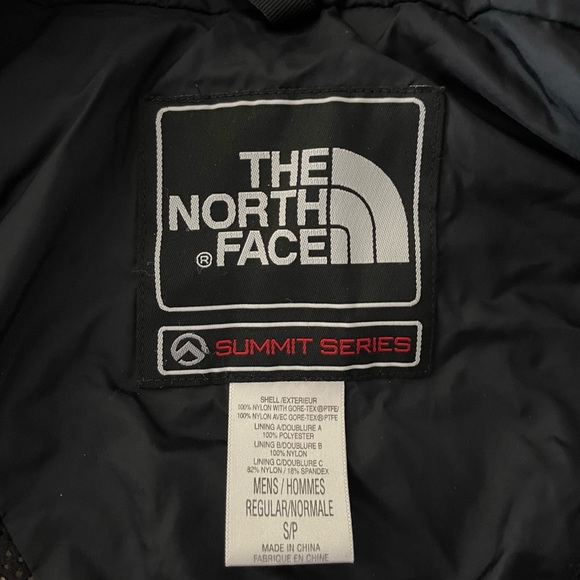 THE
NORTH
® FACE
SUMMIT SERIES
SHELL/EXTERIEUR
100% NYLON WITH GORE-TEX®PTFE/
100% NYLON AVEC GORE-TEX®PTFE
LINING A/DOUBLURE A
100% POLYESTER
LINING B/DOUBLURE B
100% NYLON
LINING C/DOUBLURE C
82% NYLON / 18% SPANDEX
MENS / HOMMES
REGULAR/NORMALE
S/P
MADE IN CHINA
FABRIQUE EN CHINE